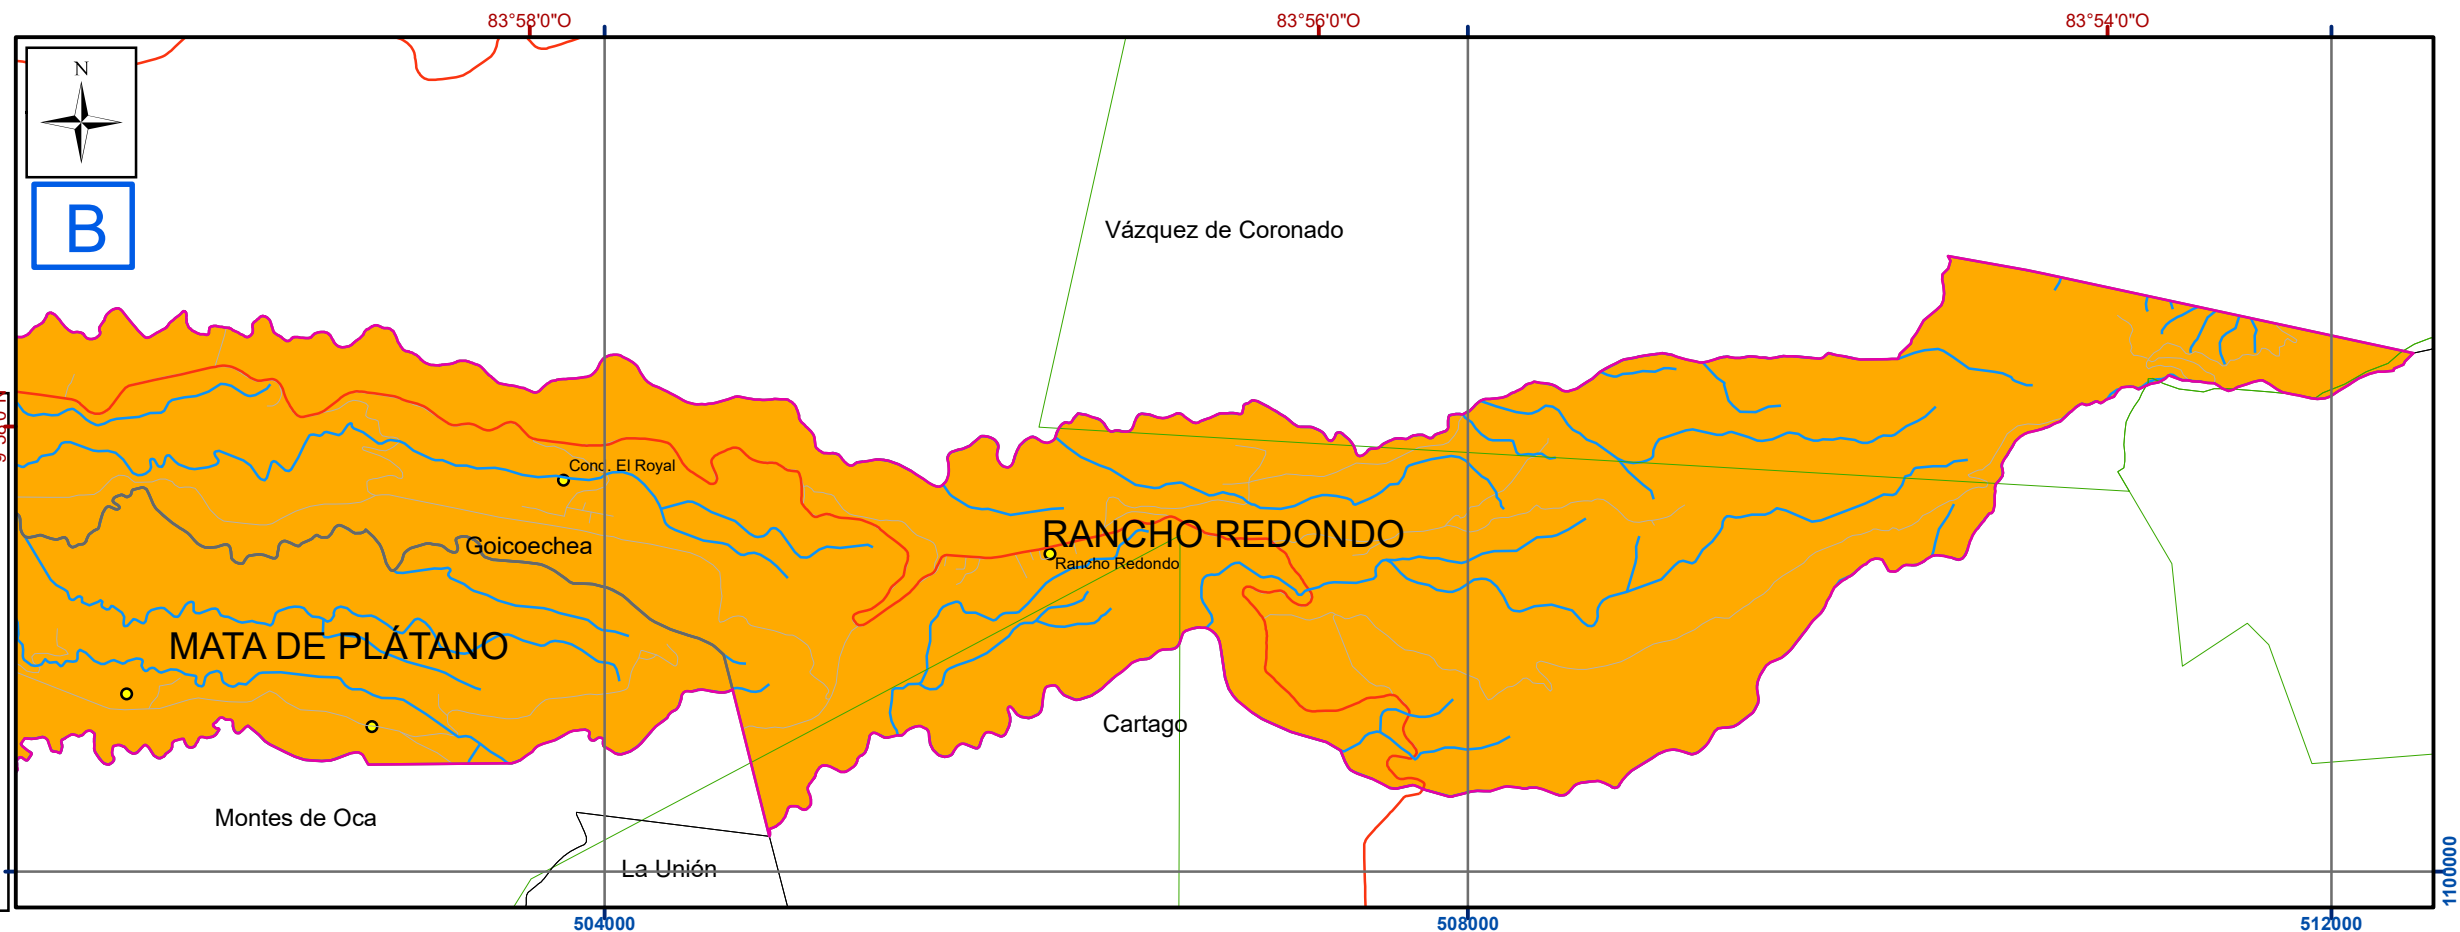 83°58'0"O
83°56'0"O
83°54'0"O
N
B
Vázquez de Coronado
Cond. El Royal
RANCHO REDONDO
Goicoechea
Rancho Redondo
MATA DE PLÁTANO
Cartago
Montes de Oca
La Unión
1100000
504000
508000
512000